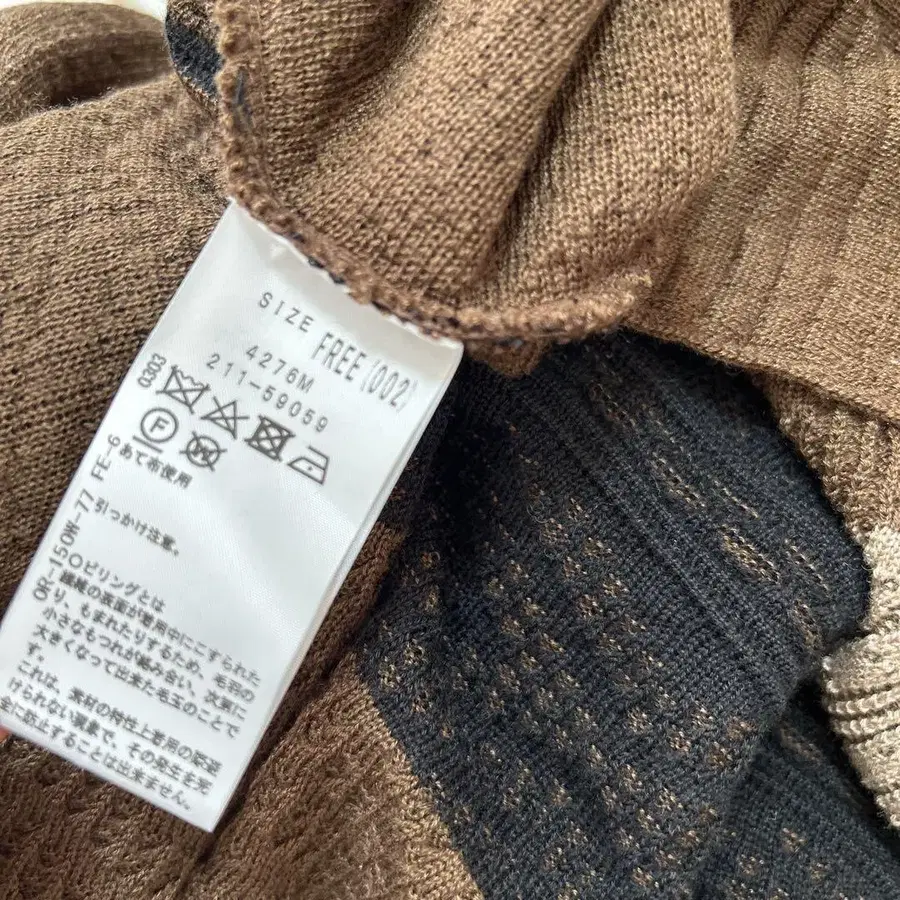 SIZE FREE(002)
4276M
211-59059
0303
F
W
あて布使用
引っかけ注意。
OR-150W-77 FE-6
○ピリングとは
繊維の表面が着用中にこすられた
り、もまれたりするため、毛羽の
小さなもつれが組み合い、次第に
大きくなって出来た毛玉のことで
す。
これは、素材の特性上着用の
けられない現象で、その発生を完
全に防止することは出来ません。